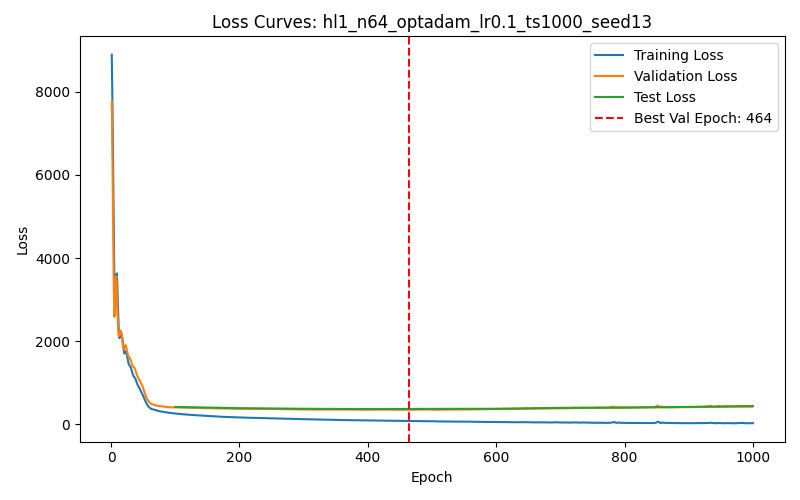 Loss Curves: hl1_n64_optadam_lr0.1_ts1000_seed13
Training Loss
Validation Loss
Test Loss
Best Val Epoch: 464
Loss
8000
6000
4000
2000
0
0 200 400 600 800 1000
Epoch